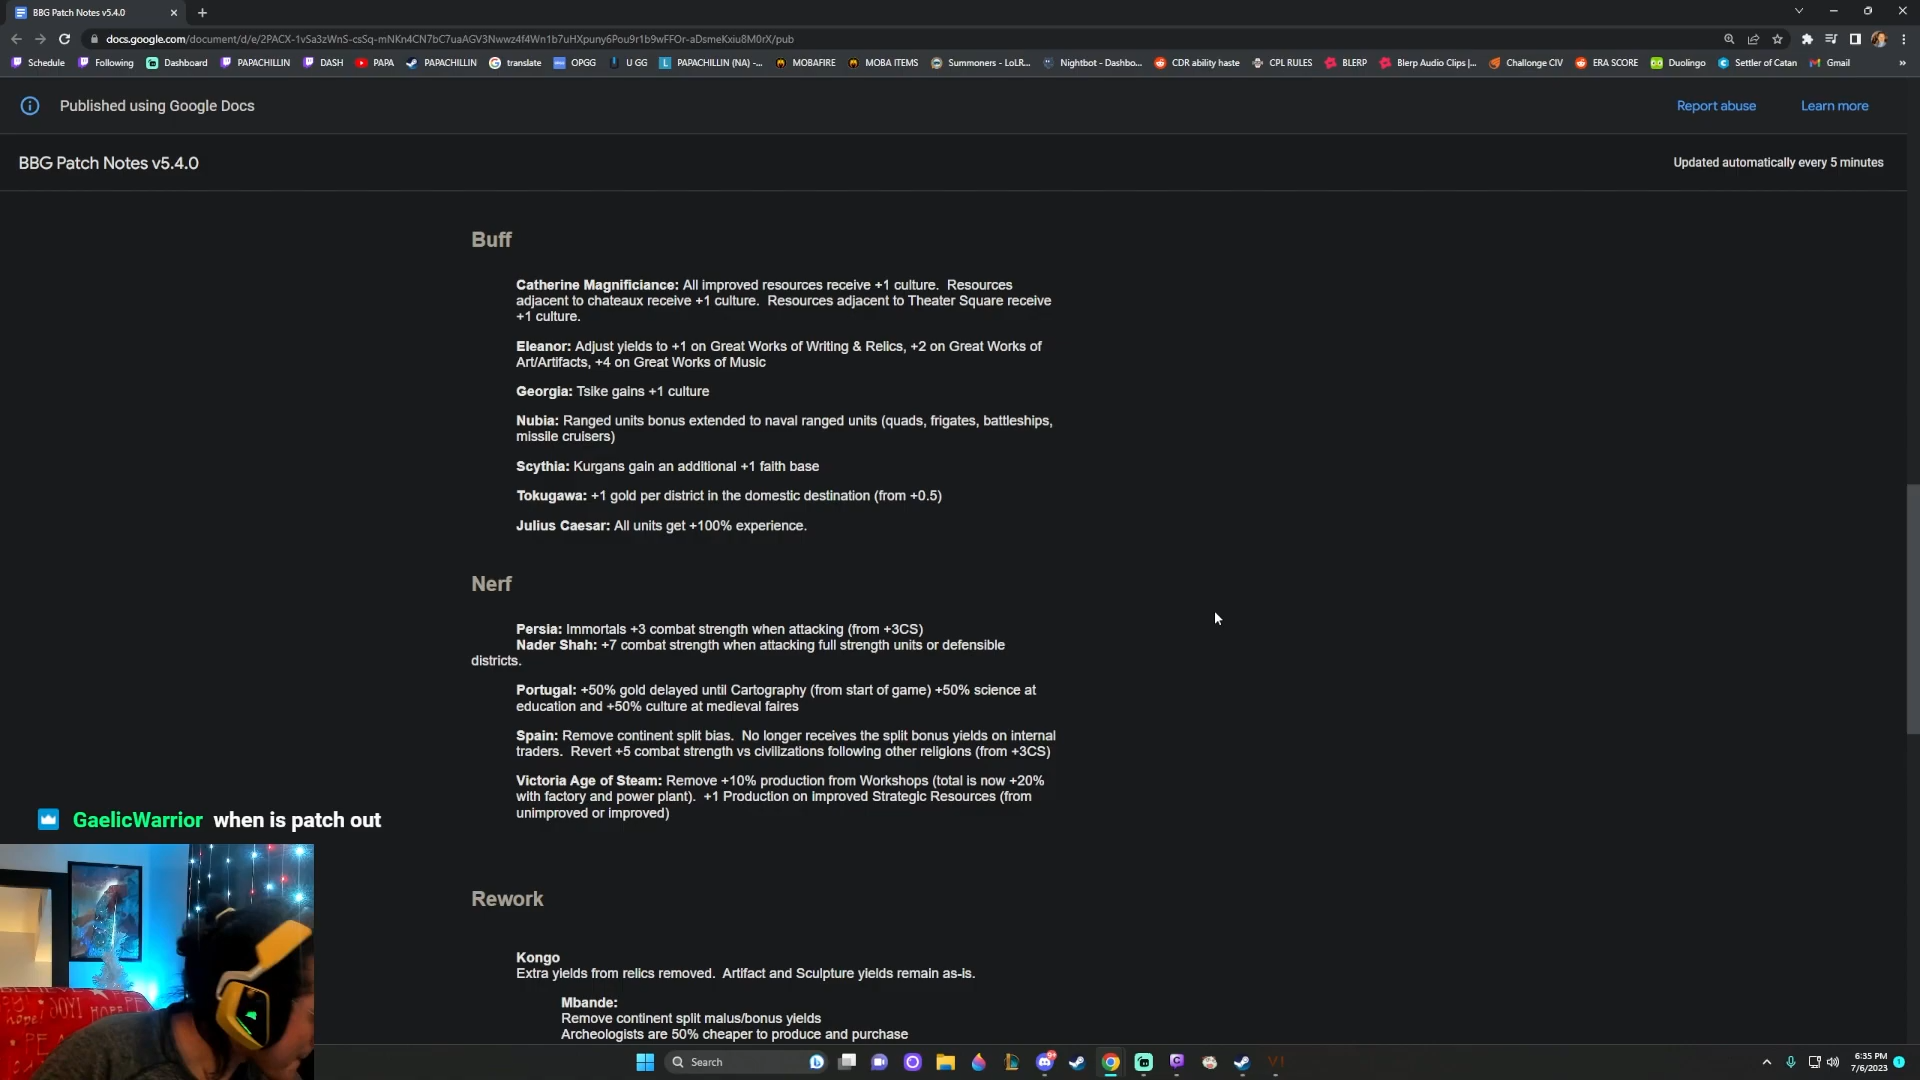 BBG Patch Notes v5.4.0
docs.google.com/document/d/e/2PACX-1vSa3zWnS-csSq-mNKn4CN7bC7uaAGV3Nwwz4f4Wn1b7uHXpuny6Pou9r1b9wFFOr-aDsmeKxiu8M0rX/pub
Schedule Following Dashboard PAPACHILLIN DASH PAPA PAPACHILLIN translate OPGG U GG PAPACHILLIN (NA) -... MOBAFIRE MOBA ITEMS Summoners - LoLR... Nightbot - Dashbo... CDR ability haste CPL RULES BLERP Blerp Audio Clips |... Challonge CIV ERA SCORE Duolingo Settler of Catan Gmail »
Published using Google Docs Report abuse Learn more
BBG Patch Notes v5.4.0 Updated automatically every 5 minutes
Buff
Catherine Magnificiance: All improved resources receive +1 culture. Resources
adjacent to chateaux receive +1 culture. Resources adjacent to Theater Square receive
+1 culture.
Eleanor: Adjust yields to +1 on Great Works of Writing & Relics, +2 on Great Works of
Art/Artifacts, +4 on Great Works of Music
Georgia: Tsike gains +1 culture
Nubia: Ranged units bonus extended to naval ranged units (quads, frigates, battleships,
missile cruisers)
Scythia: Kurgans gain an additional +1 faith base
Tokugawa: +1 gold per district in the domestic destination (from +0.5)
Julius Caesar: All units get +100% experience.
Nerf
Persia: Immortals +3 combat strength when attacking (from +3CS)
Nader Shah: +7 combat strength when attacking full strength units or defensible
districts.
Portugal: +50% gold delayed until Cartography (from start of game) +50% science at
education and +50% culture at medieval faires
Spain: Remove continent split bias. No longer receives the split bonus yields on internal
traders. Revert +5 combat strength vs civilizations following other religions (from +3CS)
Victoria Age of Steam: Remove +10% production from Workshops (total is now +20%
with factory and power plant). +1 Production on improved Strategic Resources (from
unimproved or improved)
GaelicWarrior when is patch out
Rework
Kongo
Extra yields from relics removed. Artifact and Sculpture yields remain as-is.
Mbande:
Remove continent split malus/bonus yields
Archeologists are 50% cheaper to produce and purchase
Search
6:35 PM
7/6/2023